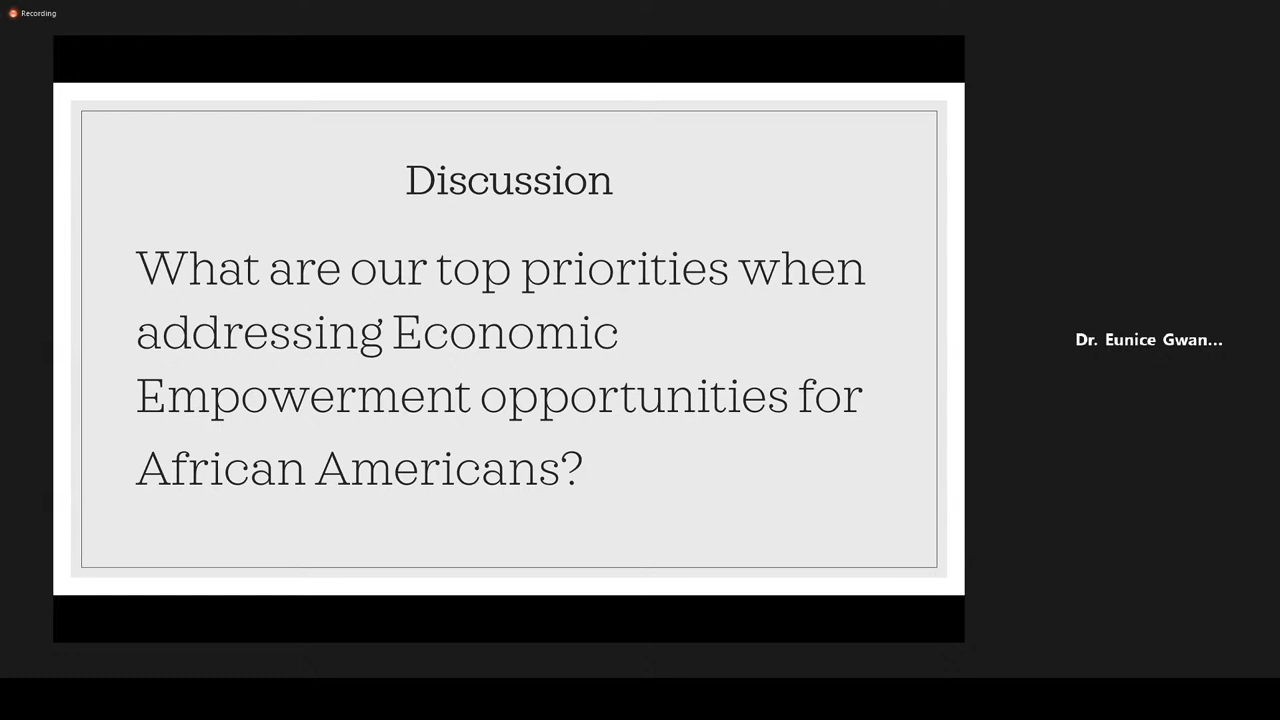 Recording
Discussion
What are our top priorities when
addressing Economic
Empowerment opportunities for
African Americans?
Dr. Eunice Gwan...